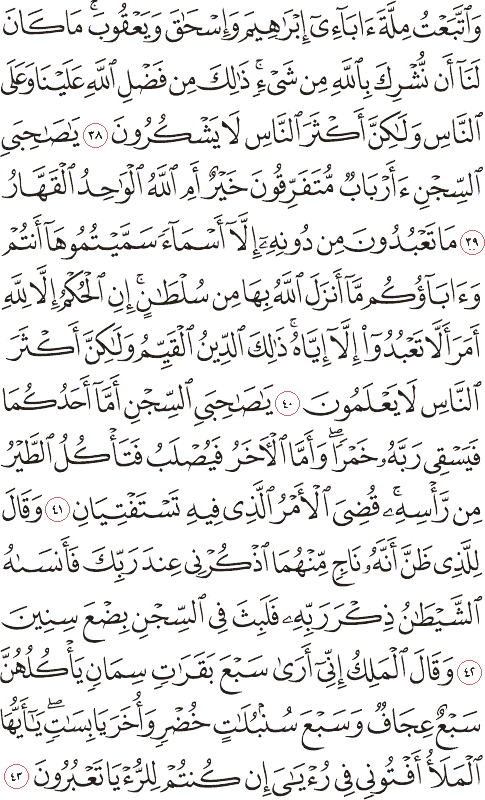 وَٱتَّبَعۡتُ مِلَّةَ ءَابَآءِيٓ إِبۡرَٰهِيمَ وَإِسۡحَٰقَ وَيَعۡقُوبَۚ مَا كَانَ
لَنَآ أَن نُّشۡرِكَ بِٱللَّهِ مِن شَيۡءٖۚ ذَٰلِكَ مِن فَضۡلِ ٱللَّهِ عَلَيۡنَا وَعَلَى
ٱلنَّاسِ وَلَٰكِنَّ أَكۡثَرَ ٱلنَّاسِ لَا يَشۡكُرُونَ ٣٨ يَٰصَٰحِبَيِ
ٱلسِّجۡنِ ءَأَرۡبَابٞ مُّتَفَرِّقُونَ خَيۡرٌ أَمِ ٱللَّهُ ٱلۡوَٰحِدُ ٱلۡقَهَّارُ
٣٩ مَا تَعۡبُدُونَ مِن دُونِهِۦٓ إِلَّآ أَسۡمَآءٗ سَمَّيۡتُمُوهَآ أَنتُمۡ
وَءَابَآؤُكُم مَّآ أَنزَلَ ٱللَّهُ بِهَا مِن سُلۡطَٰنٍۚ إِنِ ٱلۡحُكۡمُ إِلَّا لِلَّهِ
أَمَرَ أَلَّا تَعۡبُدُوٓاْ إِلَّآ إِيَّاهُۚ ذَٰلِكَ ٱلدِّينُ ٱلۡقَيِّمُ وَلَٰكِنَّ أَكۡثَرَ
ٱلنَّاسِ لَا يَعۡلَمُونَ ٤٠ يَٰصَٰحِبَيِ ٱلسِّجۡنِ أَمَّآ أَحَدُكُمَا
فَيَسۡقِي رَبَّهُۥ خَمۡرٗاۖ وَأَمَّا ٱلۡأٓخَرُ فَيُصۡلَبُ فَتَأۡكُلُ ٱلطَّيۡرُ
مِن رَّأۡسِهِۦۚ قُضِيَ ٱلۡأَمۡرُ ٱلَّذِي فِيهِ تَسۡتَفۡتِيَانِ ٤١ وَقَالَ
لِلَّذِي ظَنَّ أَنَّهُۥ نَاجٖ مِّنۡهُمَا ٱذۡكُرۡنِي عِندَ رَبِّكَ فَأَنسَىٰهُ
ٱلشَّيۡطَٰنُ ذِكۡرَ رَبِّهِۦ فَلَبِثَ فِي ٱلسِّجۡنِ بِضۡعَ سِنِينَ
٤٢ وَقَالَ ٱلۡمَلِكُ إِنِّيٓ أَرَىٰ سَبۡعَ بَقَرَٰتٖ سِمَانٖ يَأۡكُلُهُنَّ
سَبۡعٌ عِجَافٞ وَسَبۡعَ سُنۢبُلَٰتٍ خُضۡرٖ وَأُخَرَ يَابِسَٰتٖۖ يَٰٓأَيُّهَا
ٱلۡمَلَأُ أَفۡتُونِي فِي رُءۡيَٰيَ إِن كُنتُمۡ لِلرُّءۡيَا تَعۡبُرُونَ ٤٣